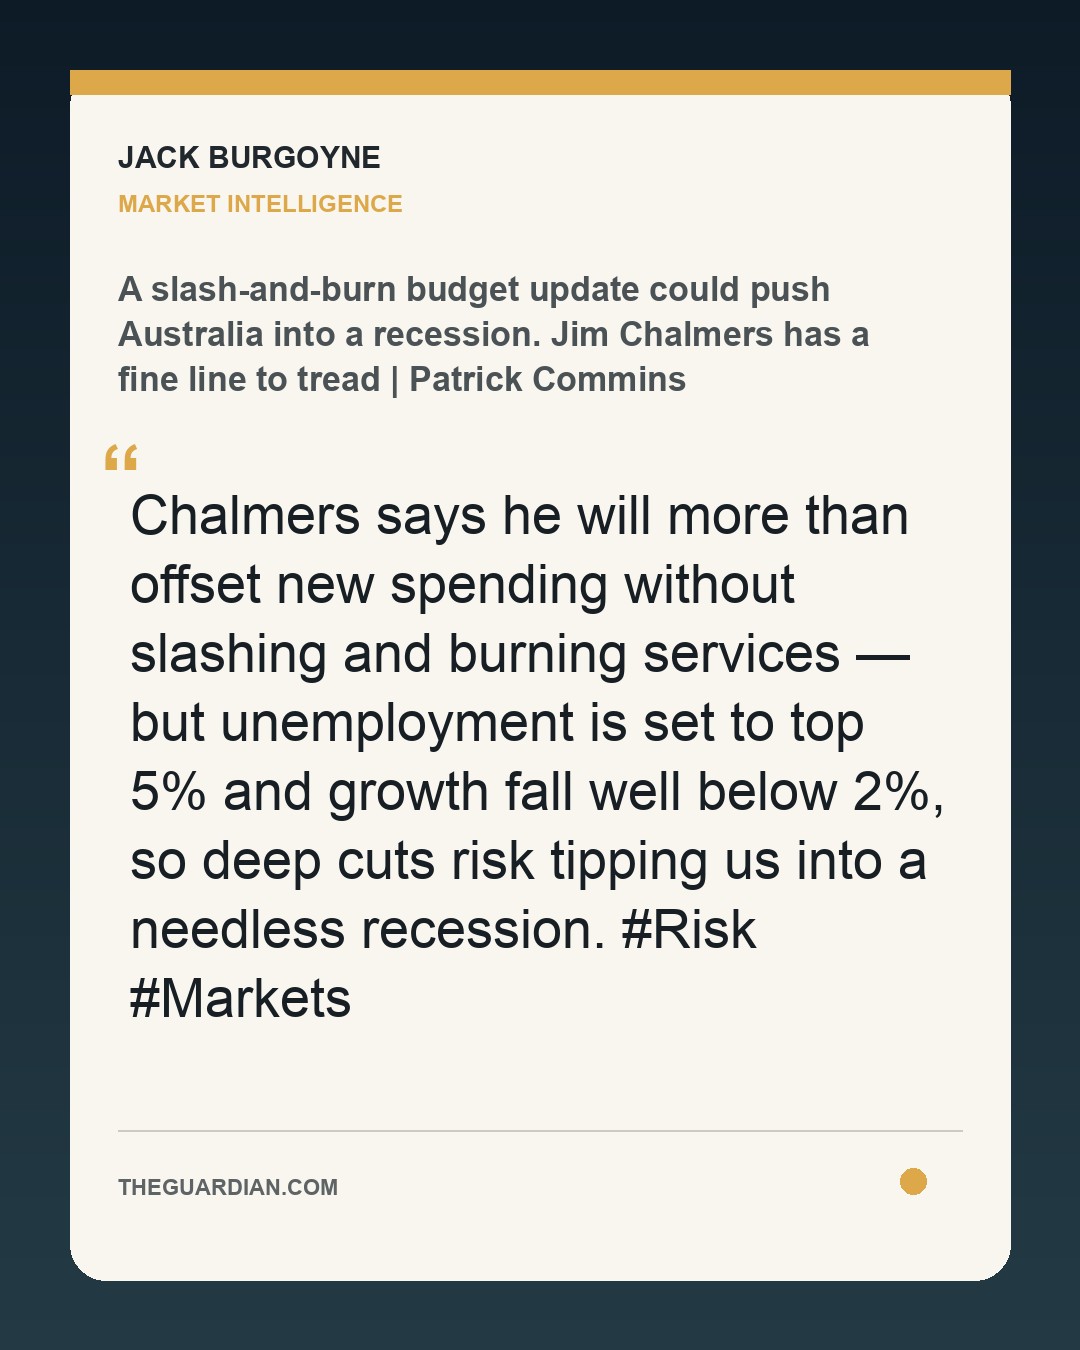 JACK BURGOYNE
MARKET INTELLIGENCE
A slash-and-burn budget update could push
Australia into a recession. Jim Chalmers has a
fine line to tread | Patrick Commins
“
Chalmers says he will more than
offset new spending without
slashing and burning services —
but unemployment is set to top
5% and growth fall well below 2%,
so deep cuts risk tipping us into a
needless recession. #Risk
#Markets
THEGUARDIAN.COM